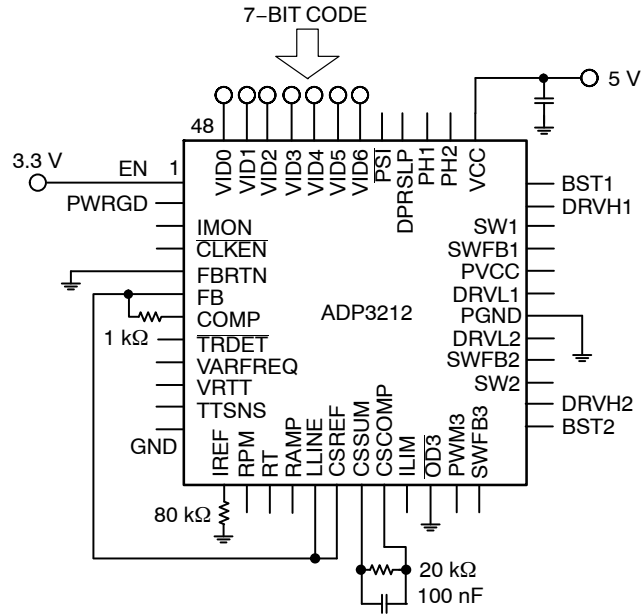 7–BIT CODE
5 V
48
VID0
VID1
VID2
VID3
VID4
VID5
VID6
PSI
DPRSLP
PH1
PH2
VCC
3.3 V
EN
1
PWRGD
IMON
CLKEN
FBRTN
FB
COMP
1 kΩ
TRDET
VARFREQ
VRTT
TTSNS
GND
ADP3212
BST1
DRVH1
SW1
SWFB1
PVCC
DRVL1
PGND
DRVL2
SWFB2
SW2
DRVH2
BST2
IREF
RPM
RT
RAMP
LLINE
CSREF
CSSUM
CSCOMP
ILIM
OD3
PWM3
SWFB3
80 kΩ
20 kΩ
100 nF